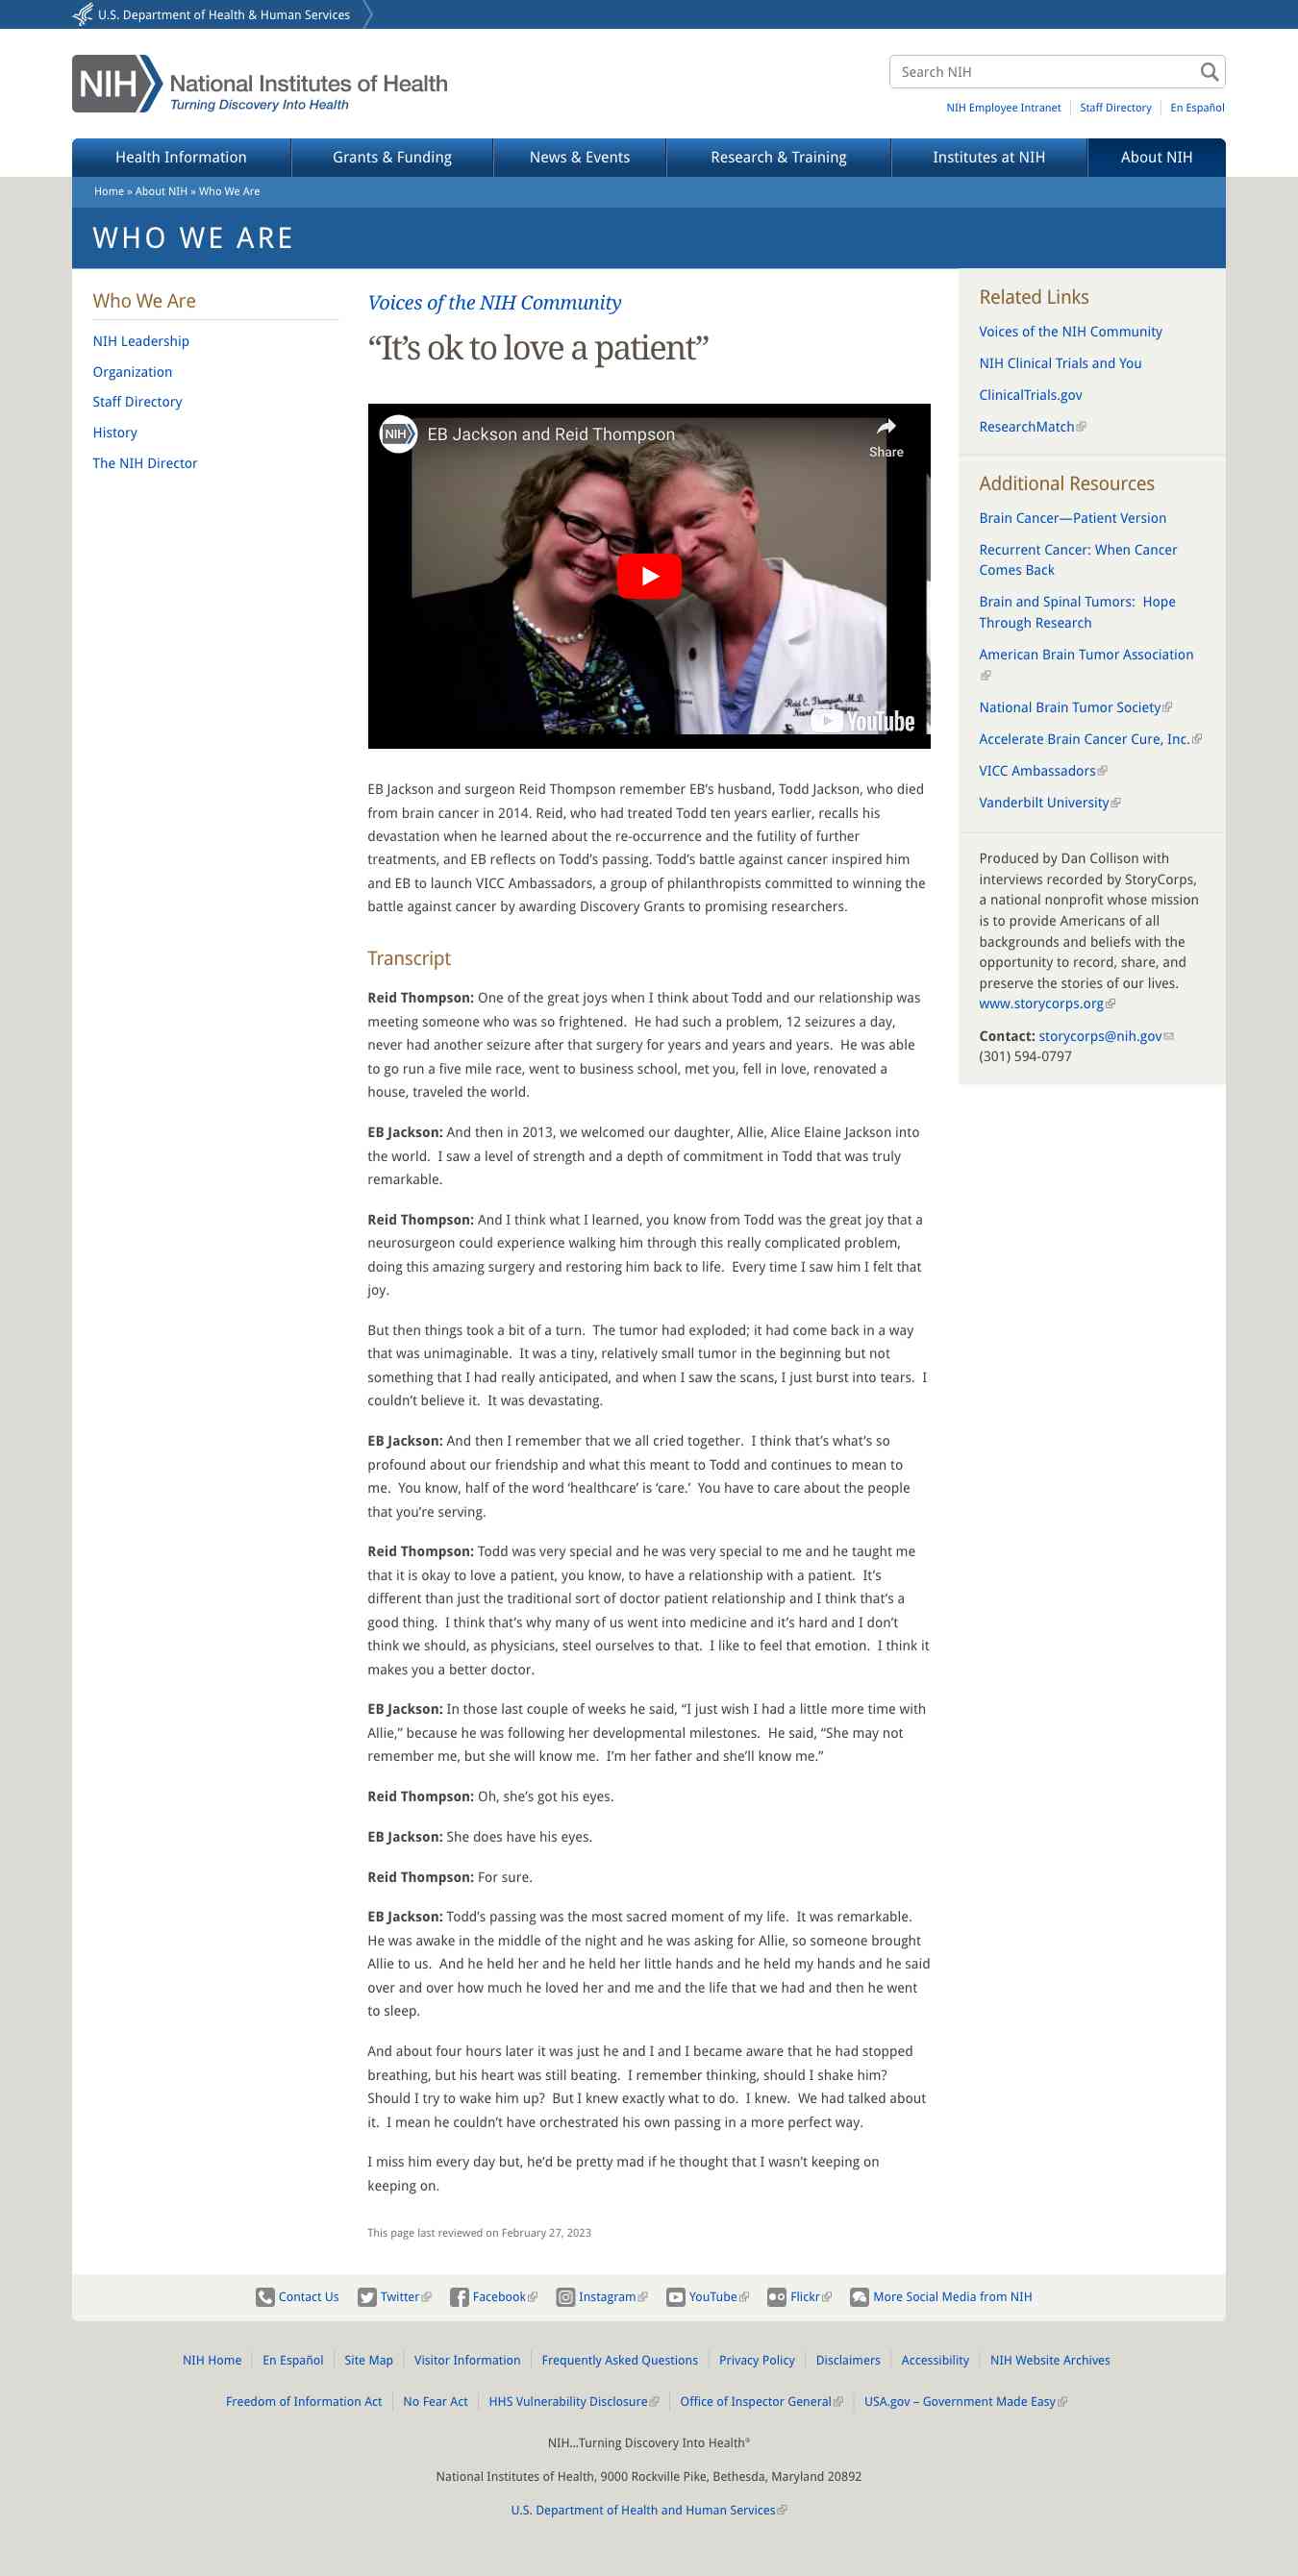 U.S. Department of Health & Human Services
NIH National Institutes of Health
Turning Discovery Into Health
Search NIH
NIH Employee Intranet
Staff Directory
En Español
Health Information
Grants & Funding
News & Events
Research & Training
Institutes at NIH
About NIH
Home » About NIH » Who We Are
WHO WE ARE
Who We Are
NIH Leadership
Organization
Staff Directory
History
The NIH Director
Voices of the NIH Community
“It’s ok to love a patient”
NIH
EB Jackson and Reid Thompson
Share
Reid C. Thompson, M.D.
YouTube
EB Jackson and surgeon Reid Thompson remember EB’s husband, Todd Jackson, who died
from brain cancer in 2014. Reid, who had treated Todd ten years earlier, recalls his
devastation when he learned about the re-occurrence and the futility of further
treatments, and EB reflects on Todd’s passing. Todd’s battle against cancer inspired him
and EB to launch VICC Ambassadors, a group of philanthropists committed to winning the
battle against cancer by awarding Discovery Grants to promising researchers.
Transcript
Reid Thompson: One of the great joys when I think about Todd and our relationship was
meeting someone who was so frightened.  He had such a problem, 12 seizures a day,
never had another seizure after that surgery for years and years and years.  He was able
to go run a five mile race, went to business school, met you, fell in love, renovated a
house, traveled the world.
EB Jackson: And then in 2013, we welcomed our daughter, Allie, Alice Elaine Jackson into
the world.  I saw a level of strength and a depth of commitment in Todd that was truly
remarkable.
Reid Thompson: And I think what I learned, you know from Todd was the great joy that a
neurosurgeon could experience walking him through this really complicated problem,
doing this amazing surgery and restoring him back to life.  Every time I saw him I felt that
joy.
But then things took a bit of a turn.  The tumor had exploded; it had come back in a way
that was unimaginable.  It was a tiny, relatively small tumor in the beginning but not
something that I had really anticipated, and when I saw the scans, I just burst into tears.  I
couldn’t believe it.  It was devastating.
EB Jackson: And then I remember that we all cried together.  I think that’s what’s so
profound about our friendship and what this meant to Todd and continues to mean to
me.  You know, half of the word ‘healthcare’ is ‘care.’  You have to care about the people
that you’re serving.
Reid Thompson: Todd was very special and he was very special to me and he taught me
that it is okay to love a patient, you know, to have a relationship with a patient.  It’s
different than just the traditional sort of doctor patient relationship and I think that’s a
good thing.  I think that’s why many of us went into medicine and it’s hard and I don’t
think we should, as physicians, steel ourselves to that.  I like to feel that emotion.  I think it
makes you a better doctor.
EB Jackson: In those last couple of weeks he said, “I just wish I had a little more time with
Allie,” because he was following her developmental milestones.  He said, “She may not
remember me, but she will know me.  I’m her father and she’ll know me.”
Reid Thompson: Oh, she’s got his eyes.
EB Jackson: She does have his eyes.
Reid Thompson: For sure.
EB Jackson: Todd’s passing was the most sacred moment of my life.  It was remarkable.
He was awake in the middle of the night and he was asking for Allie, so someone brought
Allie to us.  And he held her and he held her little hands and he held my hands and he said
over and over how much he loved her and me and the life that we had and then he went
to sleep.
And about four hours later it was just he and I and I became aware that he had stopped
breathing, but his heart was still beating.  I remember thinking, should I shake him?
Should I try to wake him up?  But I knew exactly what to do.  I knew.  We had talked about
it.  I mean he couldn’t have orchestrated his own passing in a more perfect way.
I miss him every day but, he’d be pretty mad if he thought that I wasn’t keeping on
keeping on.
This page last reviewed on February 27, 2023
Related Links
Voices of the NIH Community
NIH Clinical Trials and You
ClinicalTrials.gov
ResearchMatch
Additional Resources
Brain Cancer—Patient Version
Recurrent Cancer: When Cancer
Comes Back
Brain and Spinal Tumors:  Hope
Through Research
American Brain Tumor Association
National Brain Tumor Society
Accelerate Brain Cancer Cure, Inc.
VICC Ambassadors
Vanderbilt University
Produced by Dan Collison with
interviews recorded by StoryCorps,
a national nonprofit whose mission
is to provide Americans of all
backgrounds and beliefs with the
opportunity to record, share, and
preserve the stories of our lives.
www.storycorps.org
Contact: storycorps@nih.gov
(301) 594-0797
Contact Us
Twitter
Facebook
Instagram
YouTube
Flickr
More Social Media from NIH
NIH Home
En Español
Site Map
Visitor Information
Frequently Asked Questions
Privacy Policy
Disclaimers
Accessibility
NIH Website Archives
Freedom of Information Act
No Fear Act
HHS Vulnerability Disclosure
Office of Inspector General
USA.gov – Government Made Easy
NIH…Turning Discovery Into Health®
National Institutes of Health, 9000 Rockville Pike, Bethesda, Maryland 20892
U.S. Department of Health and Human Services